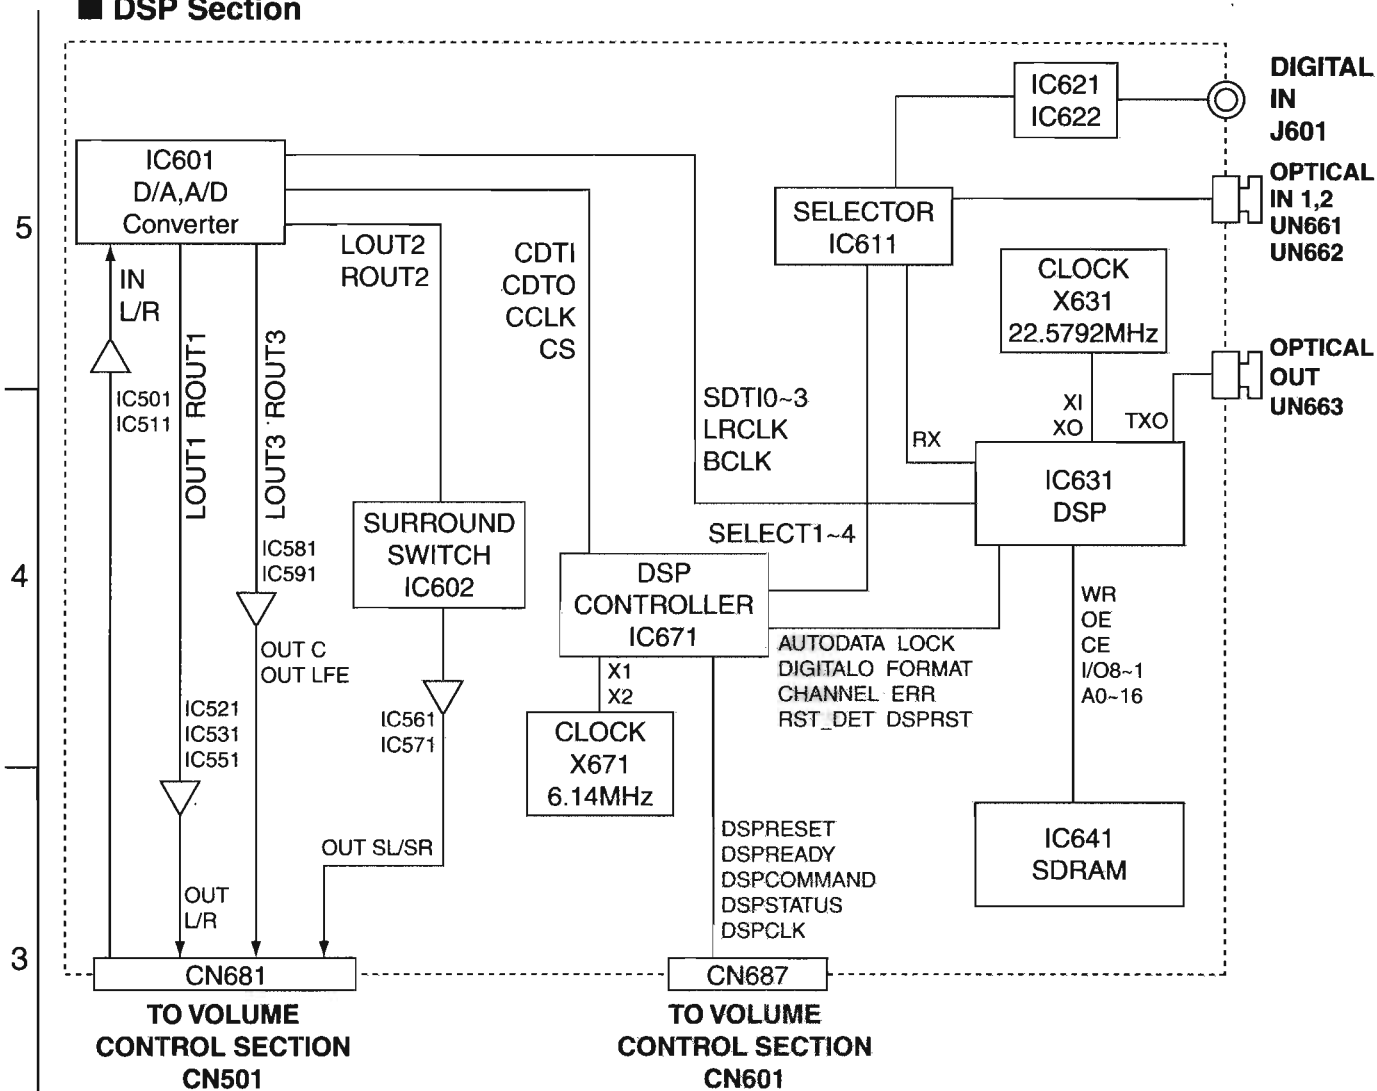 ■ DSP Section
DIGITAL
IN
J601
IC621
IC622
OPTICAL
IN 1,2
UN661
UN662
IC601
D/A,A/D
Converter
SELECTOR
IC611
5
LOUT2
ROUT2
CDTI
CDTO
CCLK
CS
CLOCK
X631
22.5792MHz
IN
L/R
OPTICAL
OUT
UN663
IC501
IC511
LOUT1 ROUT1
LOUT3 ROUT3
SDTI0~3
LRCLK
BCLK
RX
XI
XO
TXO
IC631
DSP
SURROUND
SWITCH
IC602
SELECT1~4
IC581
IC591
4
DSP
CONTROLLER
IC671
WR
OE
CE
I/O8~1
A0~16
AUTODATA LOCK
DIGITALO FORMAT
CHANNEL ERR
RST_DET DSPRST
OUT C
OUT LFE
X1
X2
IC521
IC531
IC551
IC561
IC571
CLOCK
X671
6.14MHz
OUT SL/SR
DSPRESET
DSPREADY
DSPCOMMAND
DSPSTATUS
DSPCLK
IC641
SDRAM
OUT
L/R
3
CN681
CN687
TO VOLUME
CONTROL SECTION
CN501
TO VOLUME
CONTROL SECTION
CN601